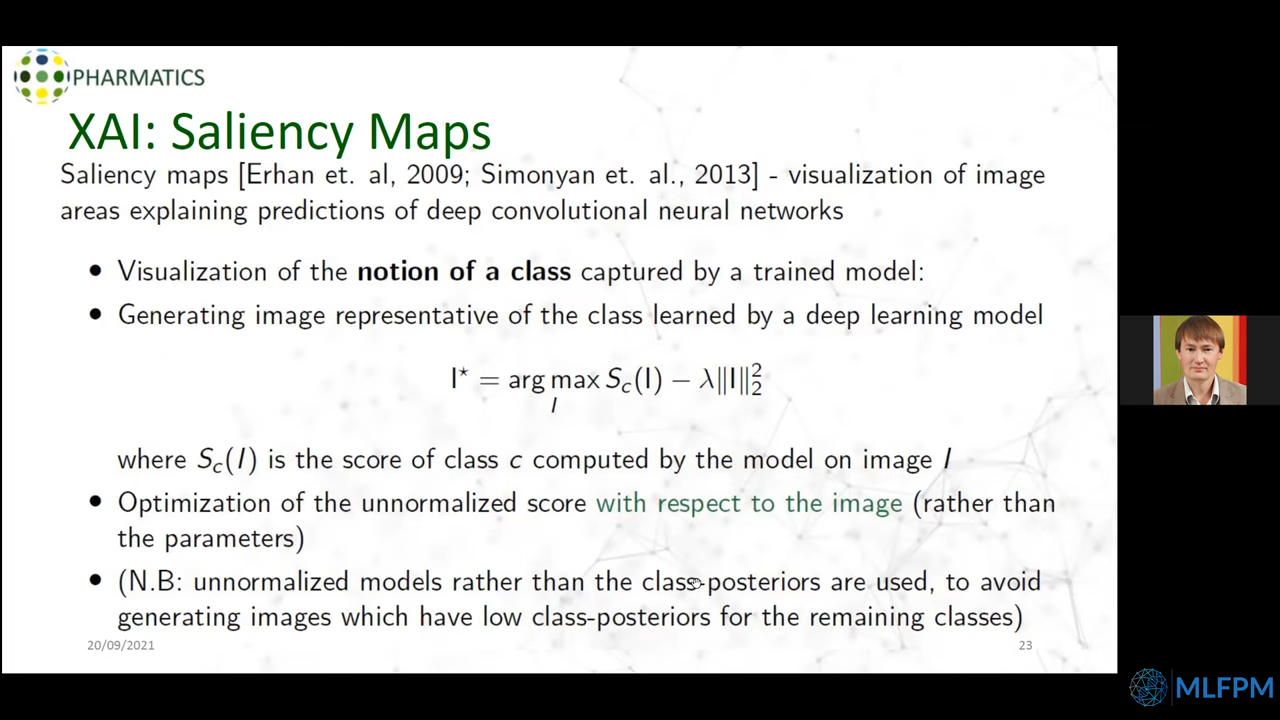 PHARMATICS
XAI: Saliency Maps
Saliency maps [Erhan et. al, 2009; Simonyan et. al., 2013] - visualization of image
areas explaining predictions of deep convolutional neural networks
• Visualization of the notion of a class captured by a trained model:
• Generating image representative of the class learned by a deep learning model
I⋆ = arg max S_c(I) − λ‖I‖₂²
I
where S_c(I) is the score of class c computed by the model on image I
• Optimization of the unnormalized score with respect to the image (rather than
the parameters)
• (N.B: unnormalized models rather than the class-posteriors are used, to avoid
generating images which have low class-posteriors for the remaining classes)
20/09/2021
23
MLFPM